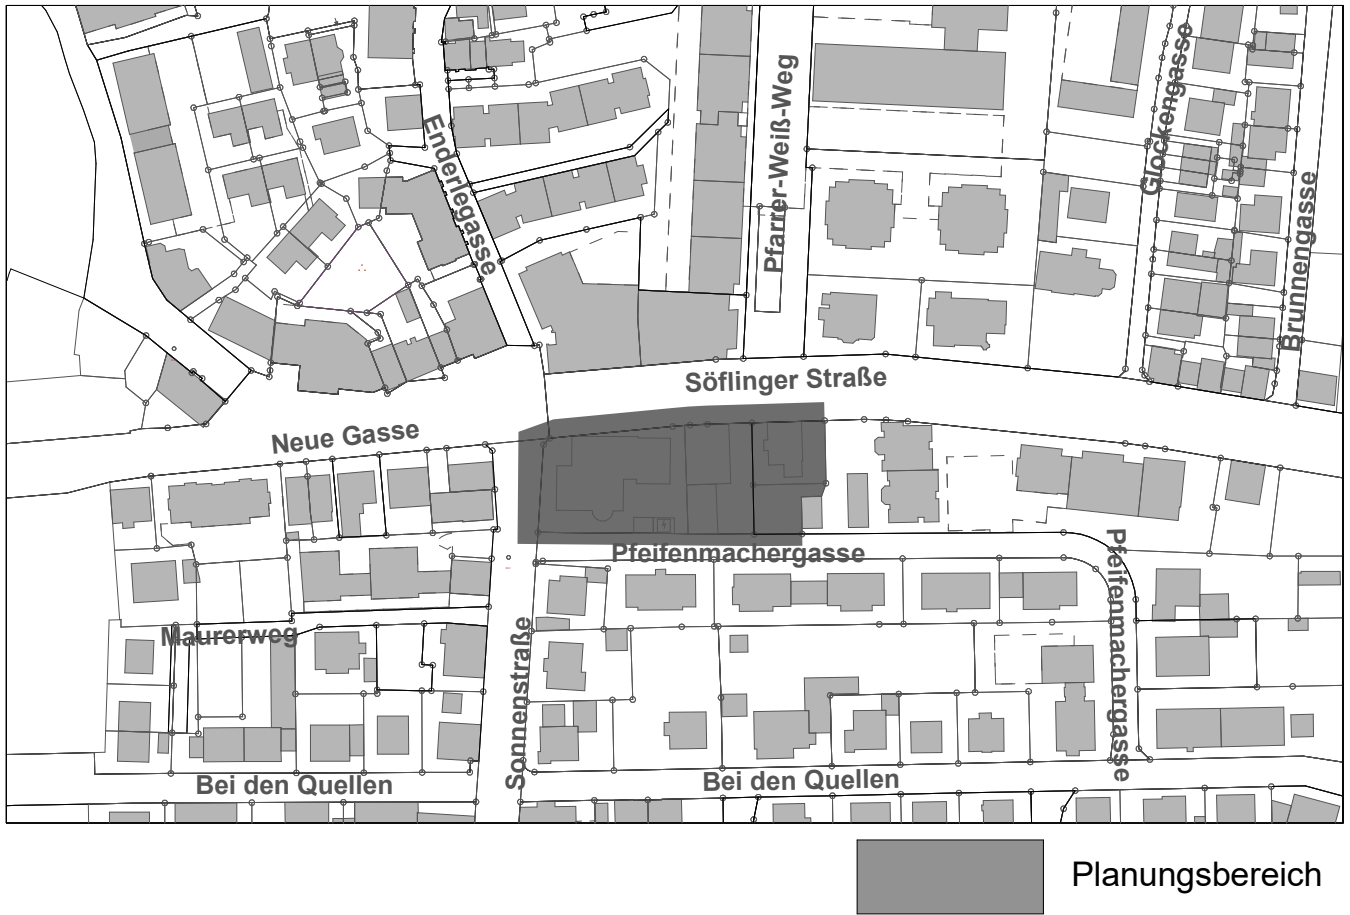 Enderlegasse
Pfarrer-Weiß-Weg
Glockengasse
Brunnengasse
Söflinger Straße
Neue Gasse
Pfeifenmachergasse
Pfeifenmachergasse
Maurerweg
Sonnenstraße
Bei den Quellen
Bei den Quellen
Planungsbereich